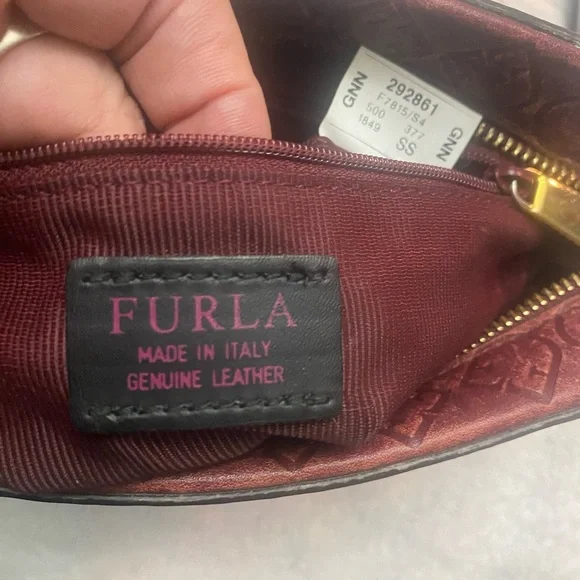 GNN
292861
F7815/S4
500 377
1849 SS
GNN
FURLA
MADE IN ITALY
GENUINE LEATHER